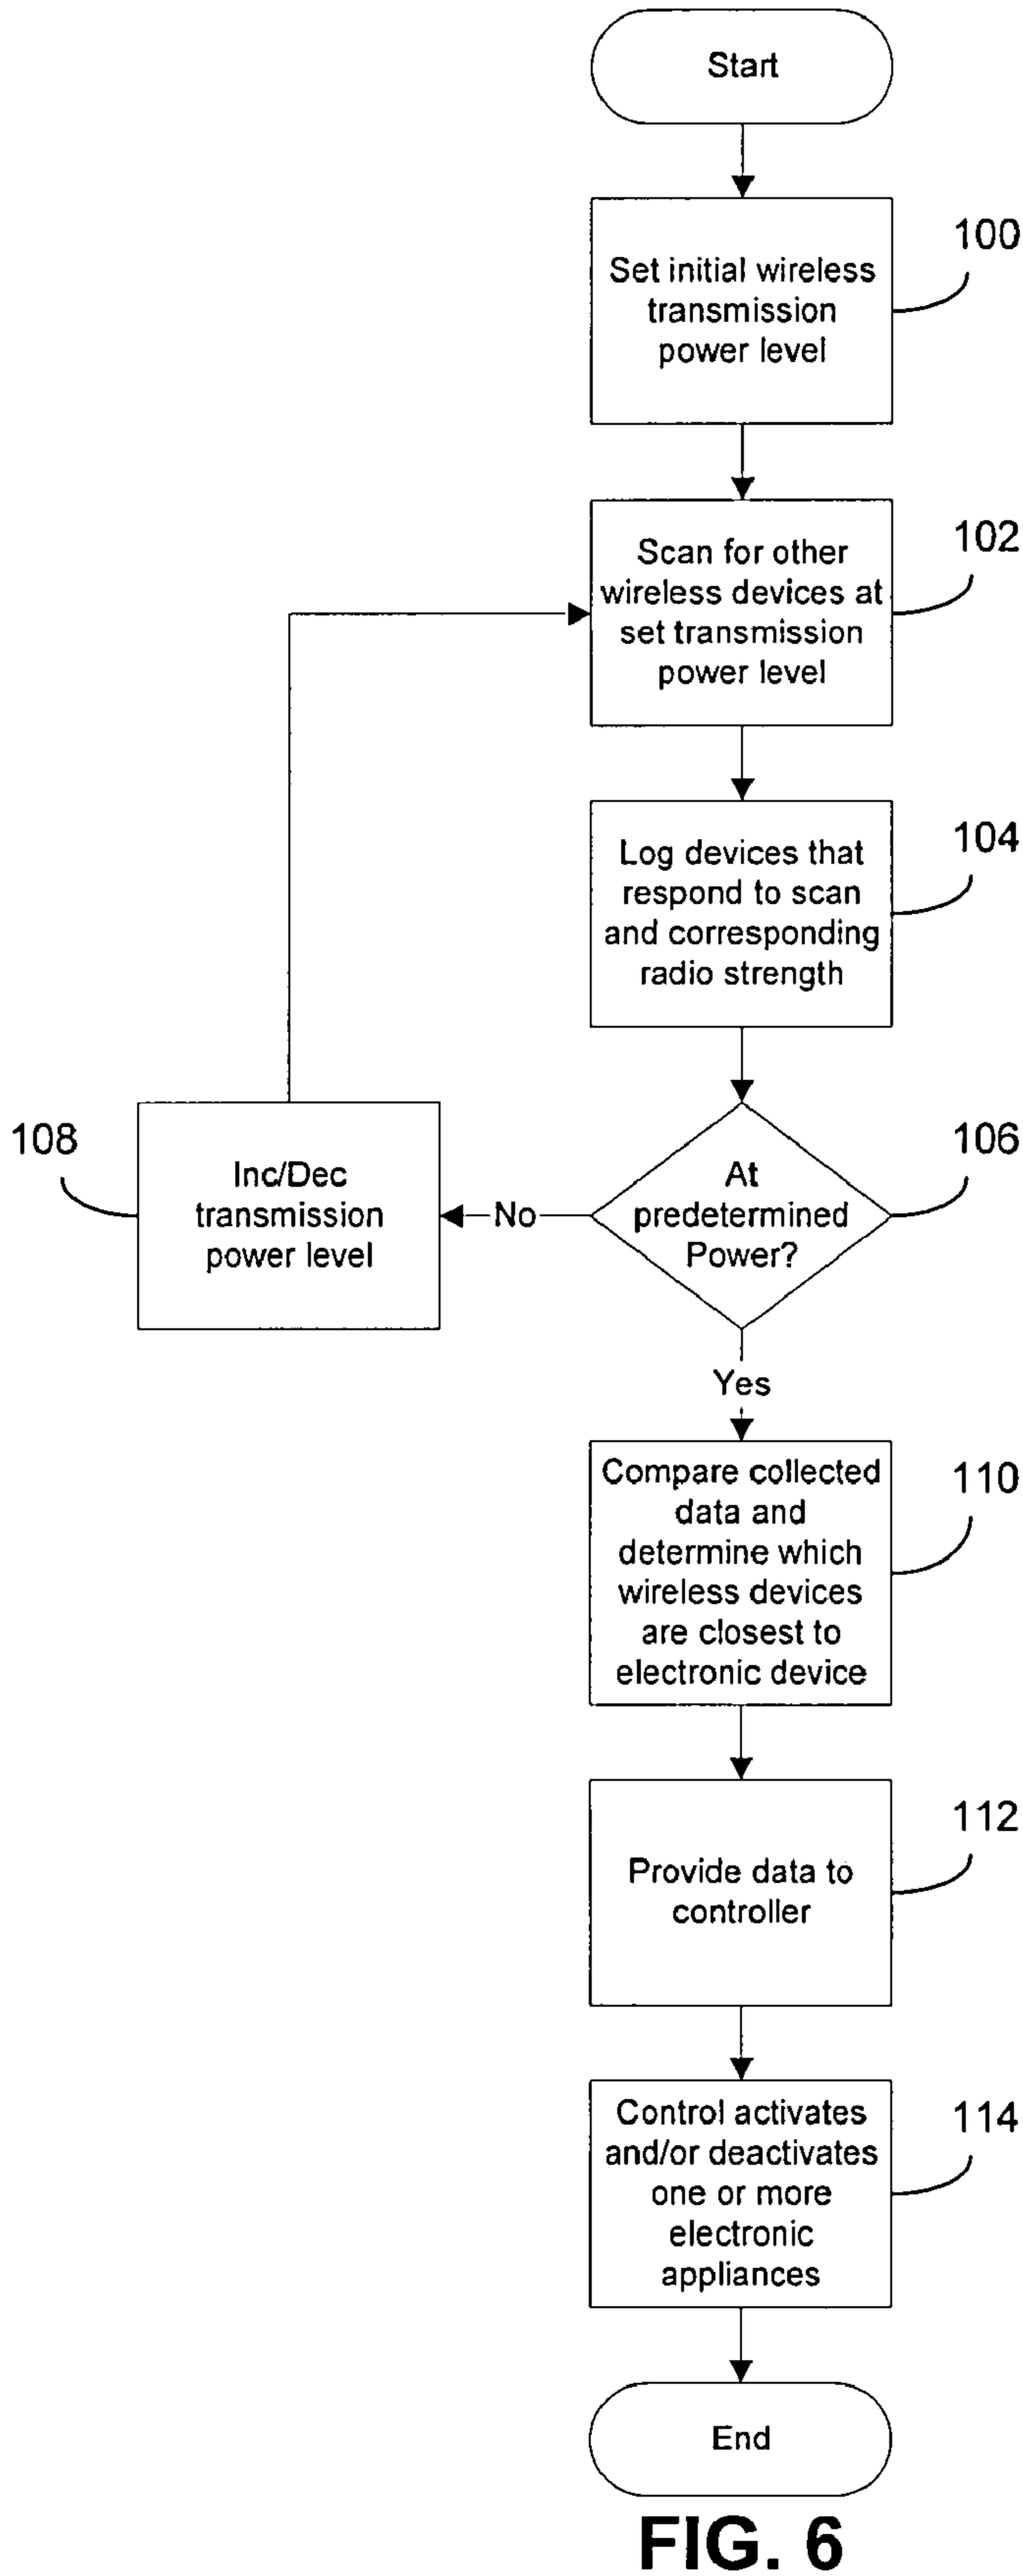 Start
100
Set initial wireless
transmission
power level
102
Scan for other
wireless devices at
set transmission
power level
104
Log devices that
respond to scan
and corresponding
radio strength
108
Inc/Dec
transmission
power level
No
106
At
predetermined
Power?
Yes
110
Compare collected
data and
determine which
wireless devices
are closest to
electronic device
112
Provide data to
controller
114
Control activates
and/or deactivates
one or more
electronic
appliances
End
FIG. 6